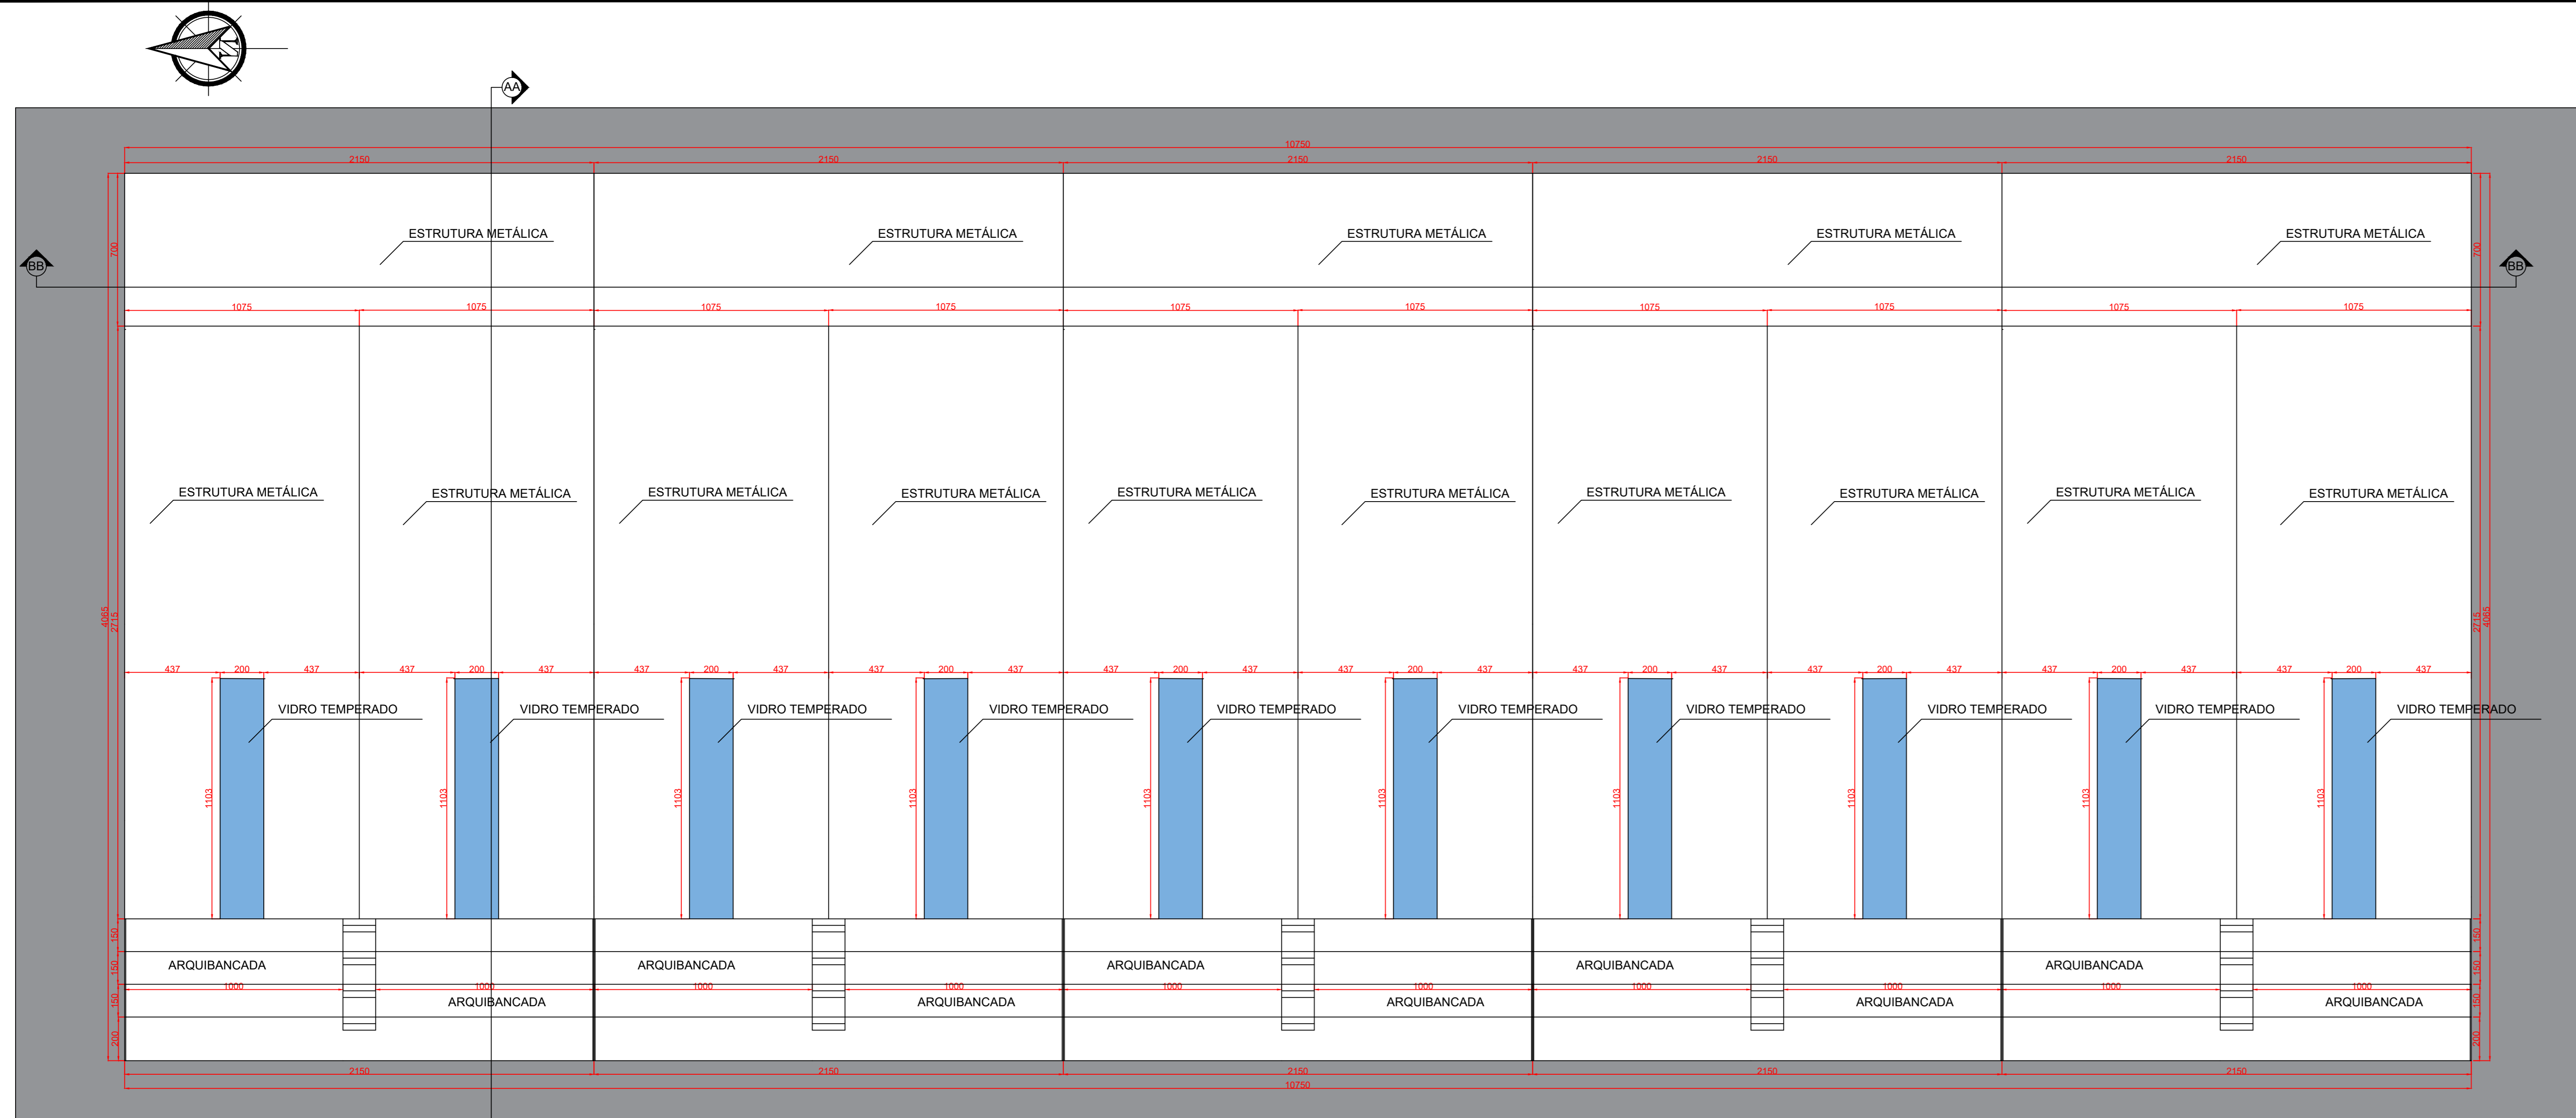 N
AA
10750
2150 2150 2150 2150 2150
ESTRUTURA METÁLICA ESTRUTURA METÁLICA ESTRUTURA METÁLICA ESTRUTURA METÁLICA ESTRUTURA METÁLICA
700 700
BB BB
1075 1075 1075 1075 1075 1075 1075 1075 1075 1075
ESTRUTURA METÁLICA ESTRUTURA METÁLICA ESTRUTURA METÁLICA ESTRUTURA METÁLICA ESTRUTURA METÁLICA ESTRUTURA METÁLICA ESTRUTURA METÁLICA ESTRUTURA METÁLICA ESTRUTURA METÁLICA ESTRUTURA METÁLICA
4065 2715 2715 4065
437 200 437 437 200 437 437 200 437 437 200 437 437 200 437 437 200 437 437 200 437 437 200 437 437 200 437 437 200 437
VIDRO TEMPERADO VIDRO TEMPERADO VIDRO TEMPERADO VIDRO TEMPERADO VIDRO TEMPERADO VIDRO TEMPERADO VIDRO TEMPERADO VIDRO TEMPERADO VIDRO TEMPERADO VIDRO TEMPERADO
1103 1103 1103 1103 1103 1103 1103 1103 1103 1103
150 150
150 ARQUIBANCADA ARQUIBANCADA ARQUIBANCADA ARQUIBANCADA ARQUIBANCADA 150
1000 1000 1000 1000 1000 1000 1000 1000 1000 1000
150 ARQUIBANCADA ARQUIBANCADA ARQUIBANCADA ARQUIBANCADA ARQUIBANCADA 150
200 200
2150 2150 2150 2150 2150
10750